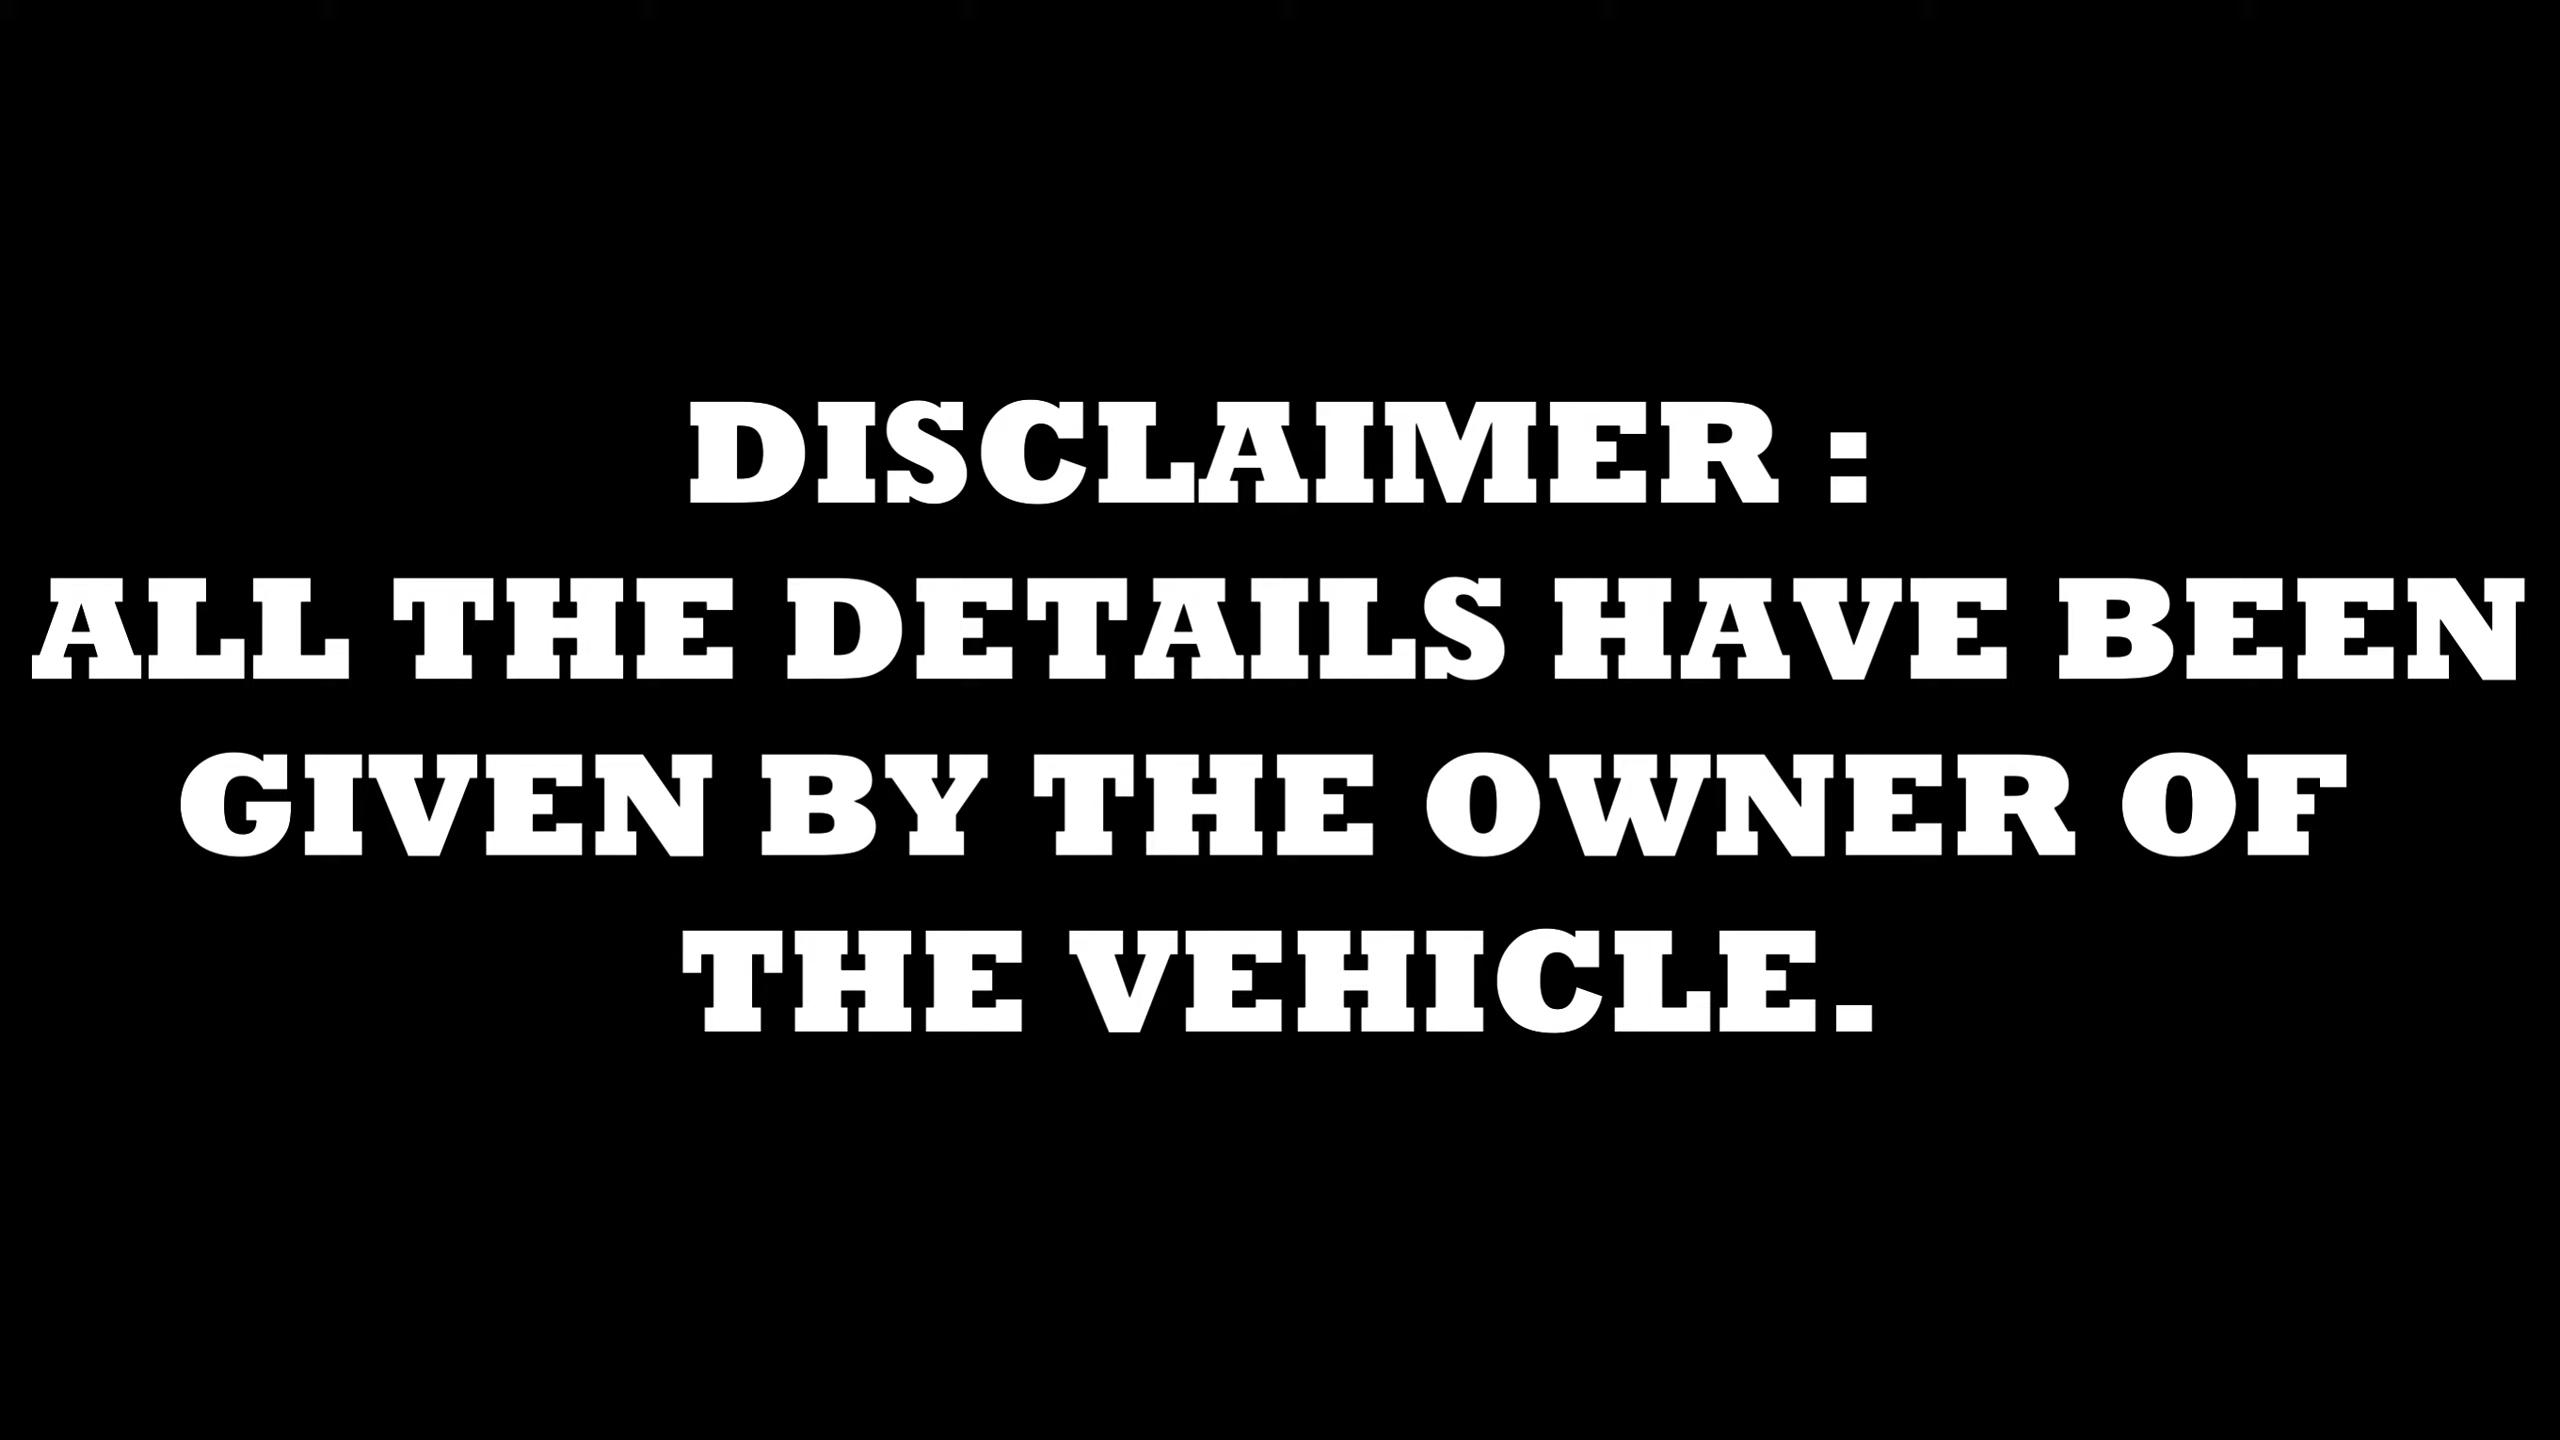 DISCLAIMER :
ALL THE DETAILS HAVE BEEN
GIVEN BY THE OWNER OF
THE VEHICLE.